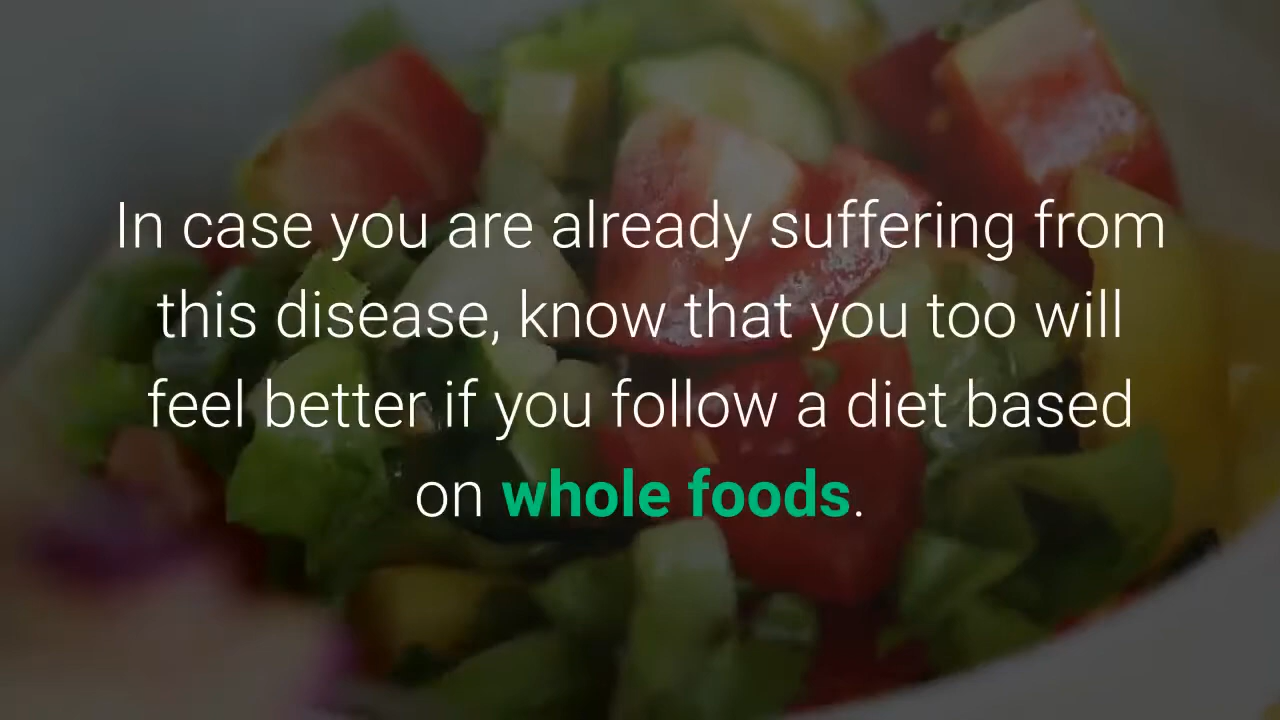 In case you are already suffering from
this disease, know that you too will
feel better if you follow a diet based
on whole foods.